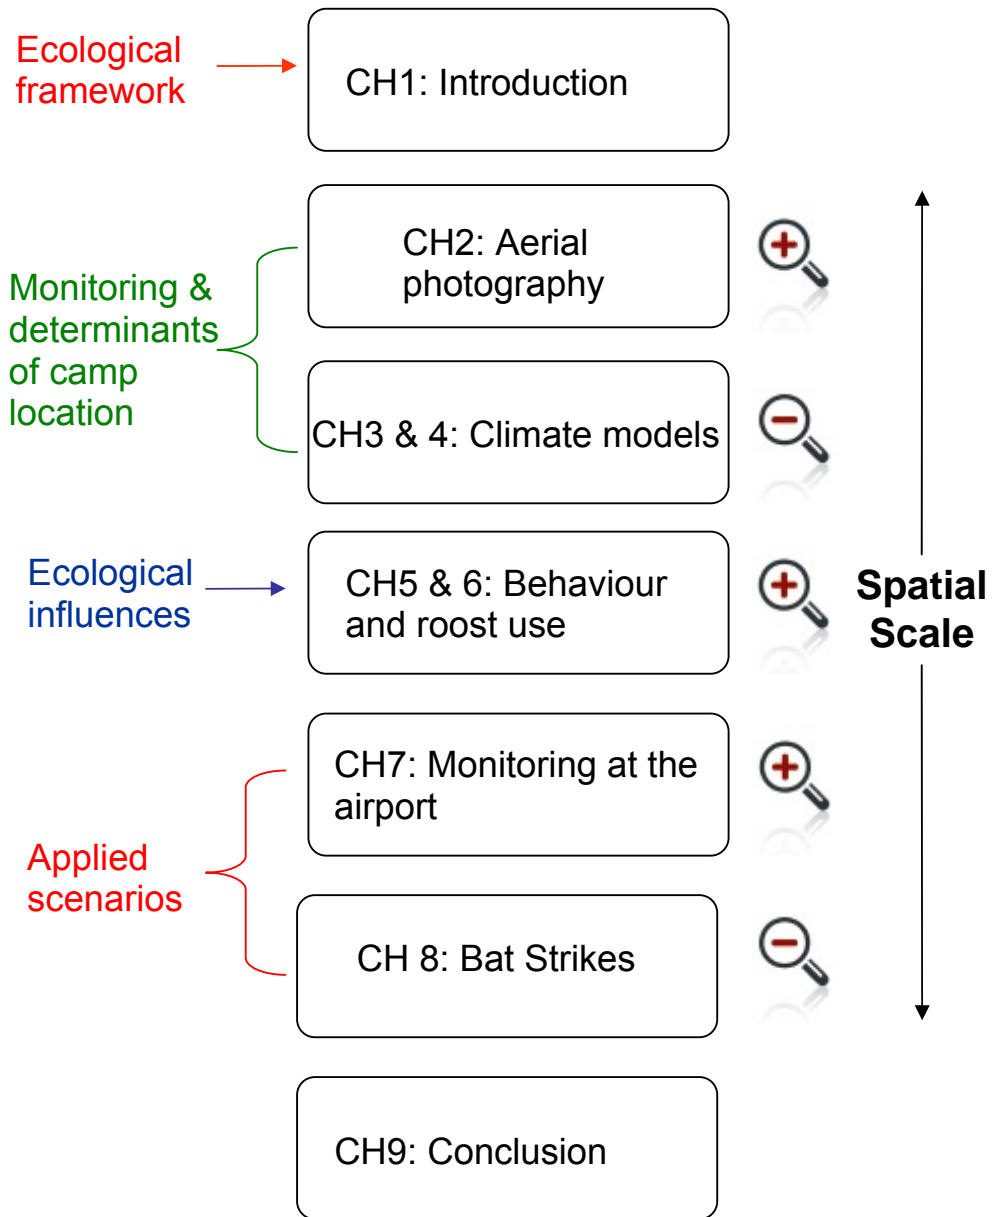 Ecological
framework
CH1: Introduction
CH2: Aerial
photography
Monitoring &
determinants
of camp
location
CH3 & 4: Climate models
Ecological
influences
CH5 & 6: Behaviour
and roost use
Spatial
Scale
CH7: Monitoring at the
airport
Applied
scenarios
CH 8: Bat Strikes
CH9: Conclusion